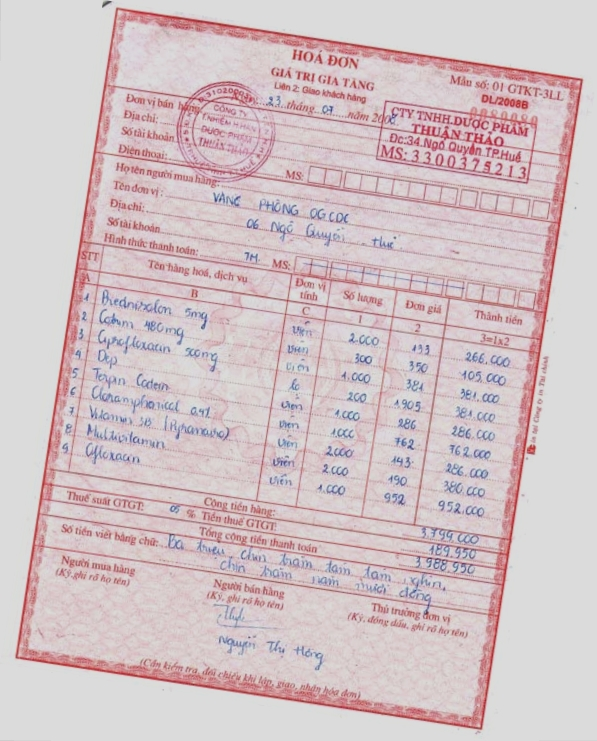 HOÁ ĐƠN
GIÁ TRỊ GIA TĂNG
Liên 2: Giao khách hàng
Mẫu số: 01 GTKT-3LL
DL/2008B
0080080
23 tháng 07 năm 2008
Đơn vị bán hàng
Địa chỉ:
Số tài khoản
Điện thoại: MS:
CÔNG TY
T.NHIỆM H.HẠN
DƯỢC PHẨM
THUẬN THẢO
CTY TNHH.DƯỢC PHẨM
THUẬN THẢO
Đc:34 Ngô Quyền TP.Huế
MS: 3300375213
Họ tên người mua hàng:
Tên đơn vị: VĂNG PHÒNG OGCDC
Địa chỉ: 06 Ngô Quyền - Huế
Số tài khoản
Hình thức thanh toán: TM. MS:
STT Tên hàng hoá, dịch vụ Đơn vị tính Số lượng Đơn giá Thành tiền
A B C 1 2 3=1x2
1 Prednisolon 5mg viên 2.000 133 266.000
2 Cotrim 480mg viên 300 350 105.000
3 Ciprofloxacin 500mg viên 1.000 381 381.000
4 Dep lọ 200 1905 381.000
5 Terpin Codein viên 1.000 286 286.000
6 Cloramphenicol 0.4% 1.000 762 762.000
7 Vitamin 3B viên 2.000 143 286.000
8 Multivitamin viên 2.000 190 380.000
9 Ofloxacin viên 1.000 952 952.000
Cộng tiền hàng: 3.799.000
Thuế suất GTGT: 05 % Tiền thuế GTGT: 189.950
Tổng cộng tiền thanh toán 3.988.950
Số tiền viết bằng chữ: Ba triệu, chín trăm tám tám nghìn,
chín trăm năm mươi đồng
Người mua hàng Người bán hàng Thủ trưởng đơn vị
(Ký, ghi rõ họ tên) (Ký, ghi rõ họ tên) (Ký, đóng dấu, ghi rõ họ tên)
Nguyễn Thị Hồng
(Cần kiểm tra, đối chiếu khi lập, giao, nhận hóa đơn)